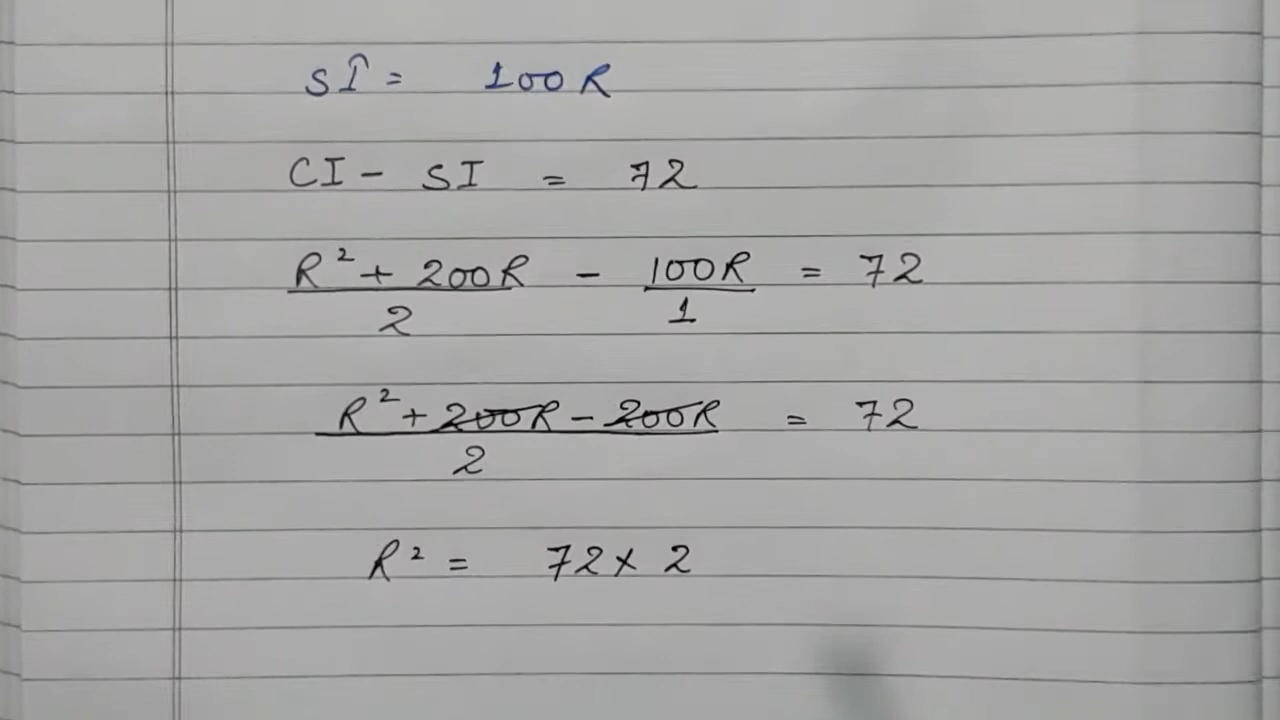 SI = 100R
CI - SI = 72
R² + 200R / 2 - 100R / 1 = 72
R² + 200R - 200R / 2 = 72
R² = 72 × 2